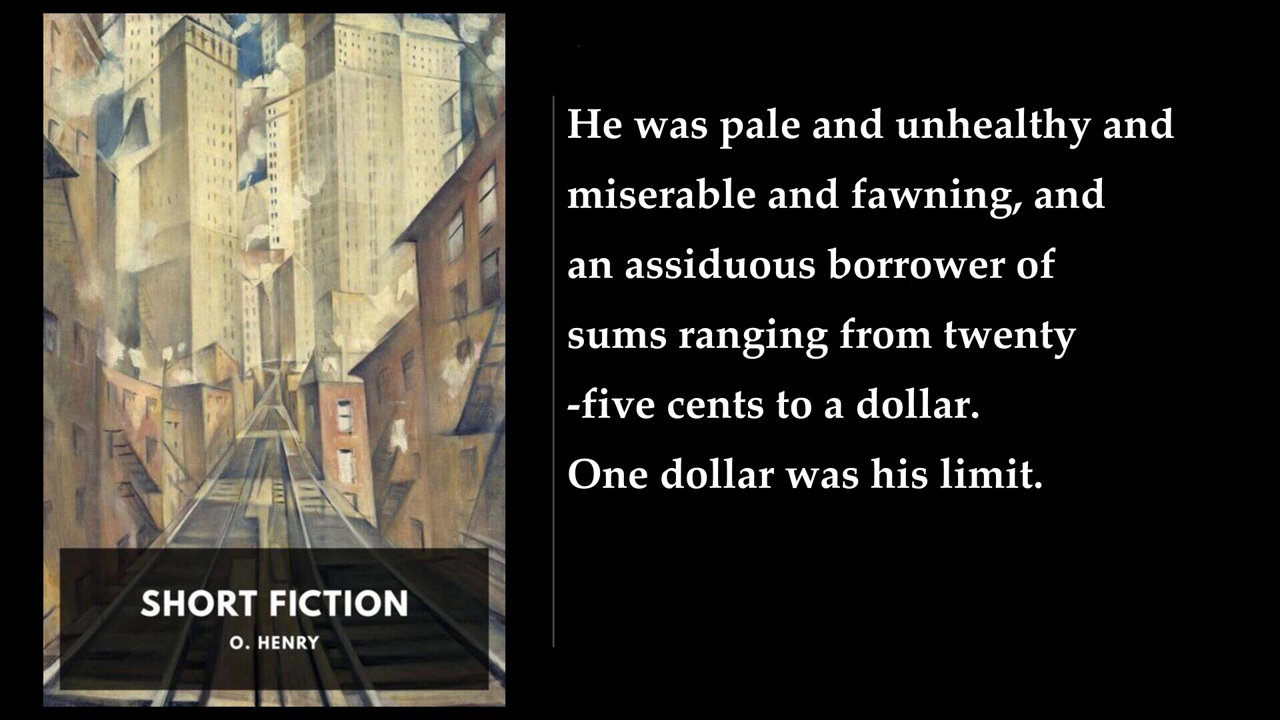 SHORT FICTION
O. HENRY
He was pale and unhealthy and
miserable and fawning, and
an assiduous borrower of
sums ranging from twenty
-five cents to a dollar.
One dollar was his limit.